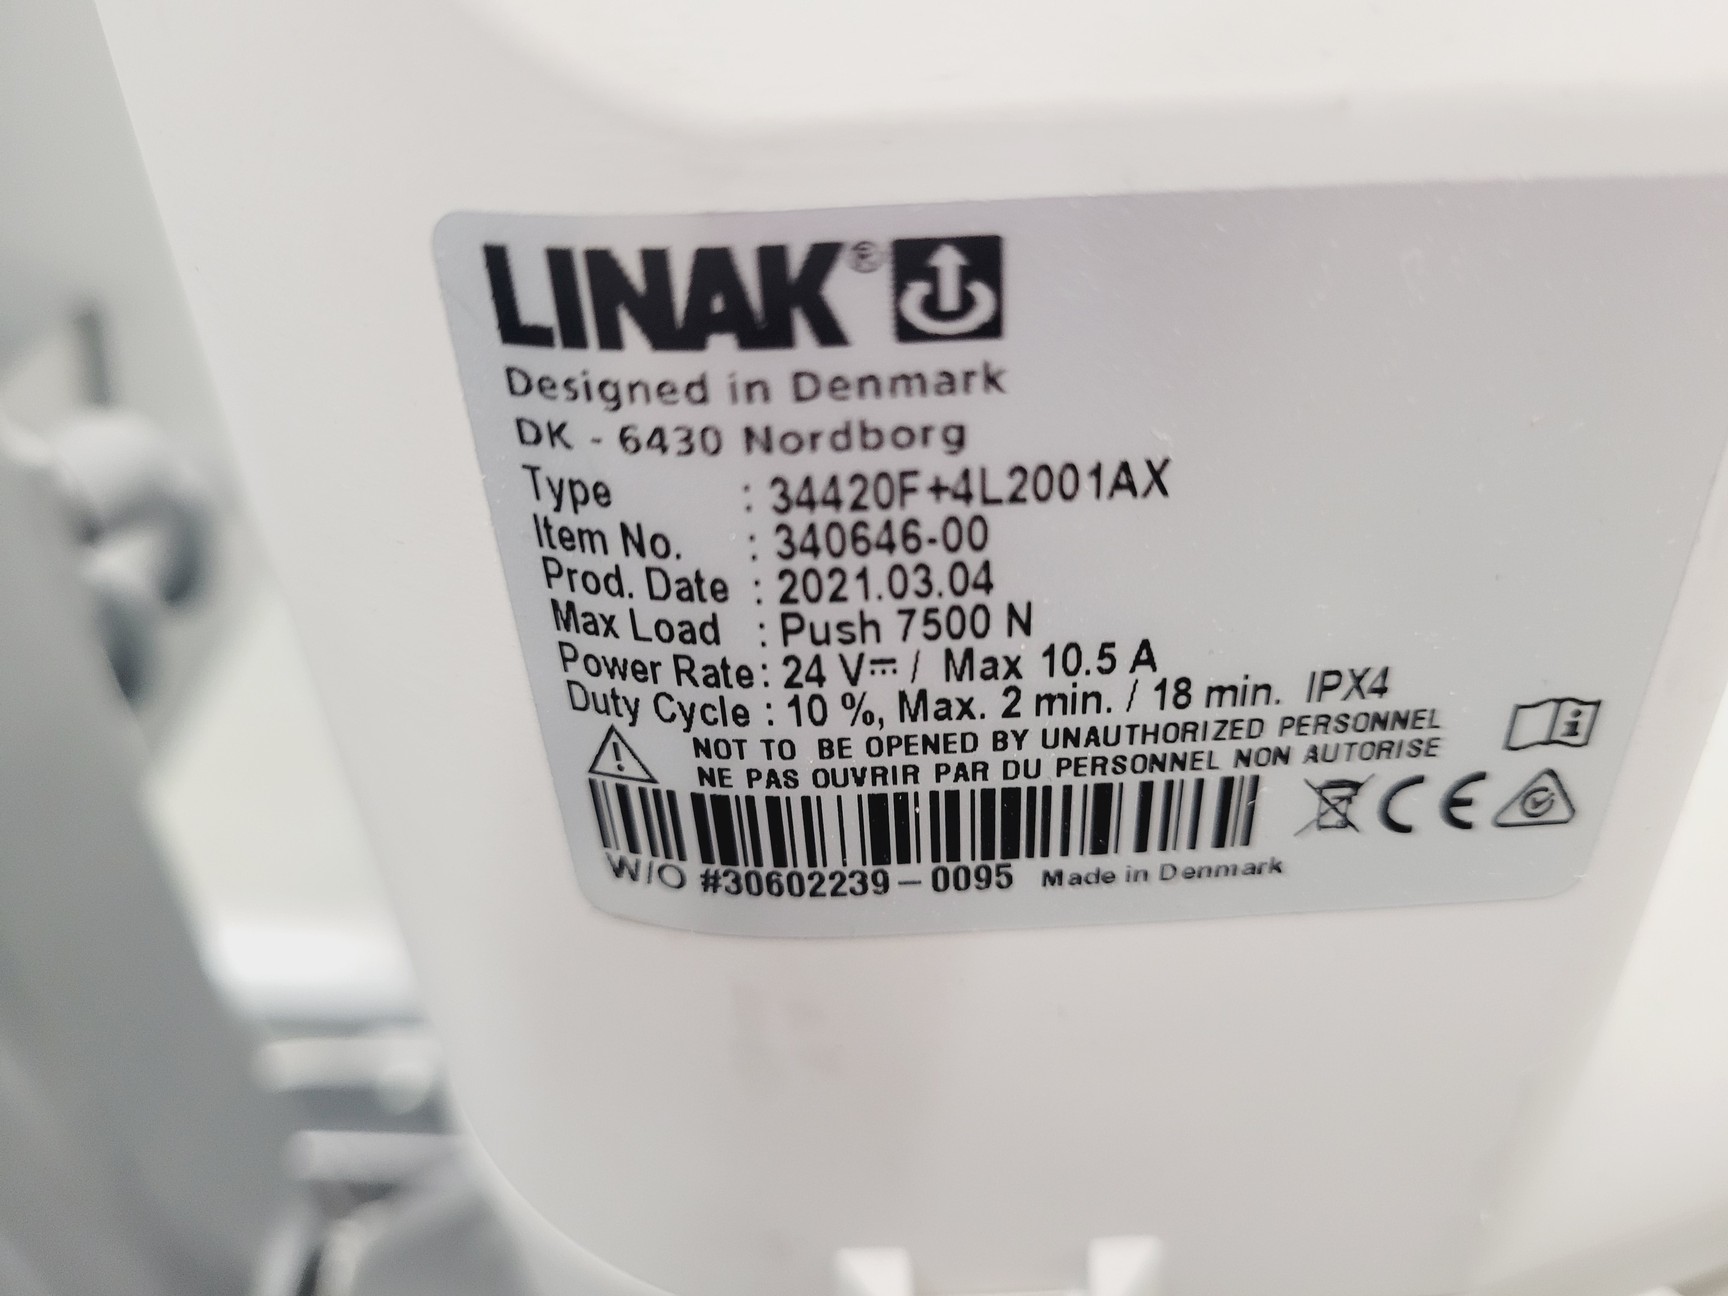 LINAK®
Designed in Denmark
DK - 6430 Nordborg
Type : 34420F+4L2001AX
Item No. : 340646-00
Prod. Date : 2021.03.04
Max Load : Push 7500 N
Power Rate : 24 V⎓ / Max 10.5 A
Duty Cycle : 10 %, Max. 2 min. / 18 min. IPX4
NOT TO BE OPENED BY UNAUTHORIZED PERSONNEL
NE PAS OUVRIR PAR DU PERSONNEL NON AUTORISE
CE
W/O #30602239-0095 Made in Denmark